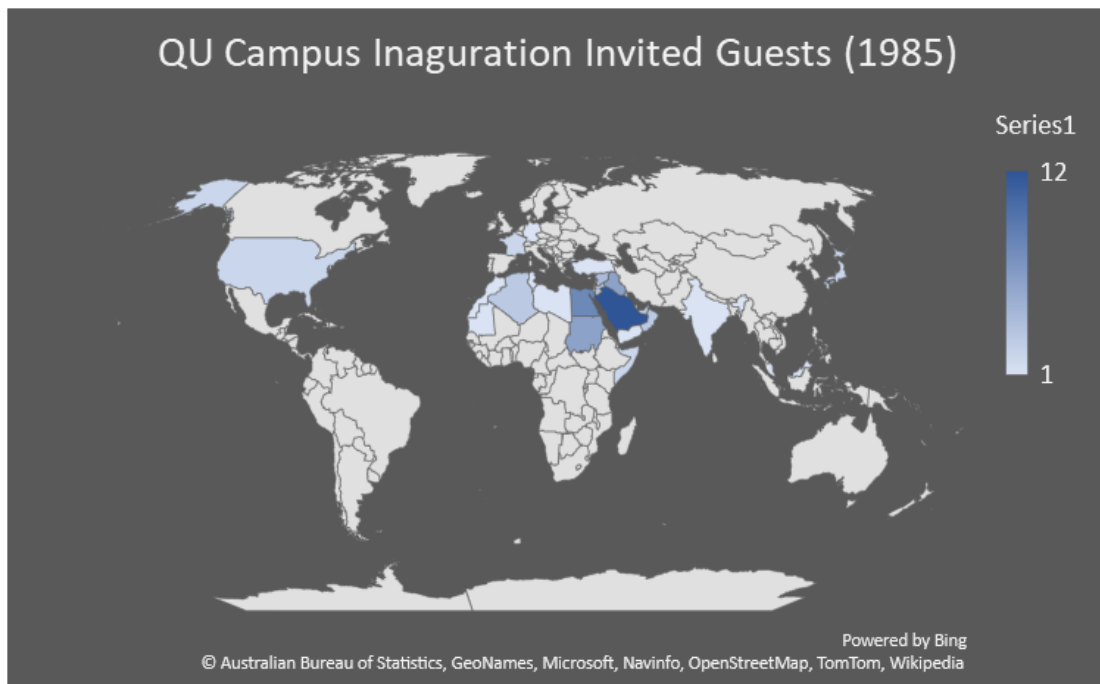 QU Campus Inaguration Invited Guests (1985)
Series1
12
1
Powered by Bing
© Australian Bureau of Statistics, GeoNames, Microsoft, Navinfo, OpenStreetMap, TomTom, Wikipedia